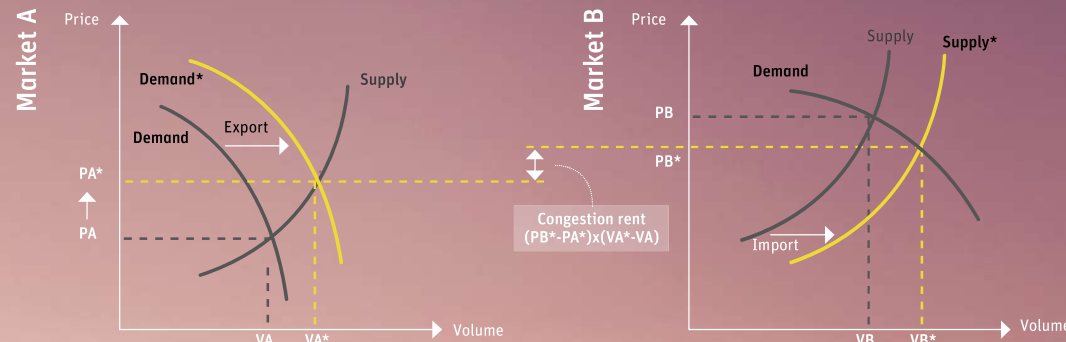 Market A
Price
Demand*
Supply
Export
Demand
PA*
PA
VA
VA*
Volume
Congestion rent
(PB*-PA*)x(VA*-VA)
Market B
Price
Supply
Supply*
Demand
PB
PB*
Import
VB
VB*
Volume